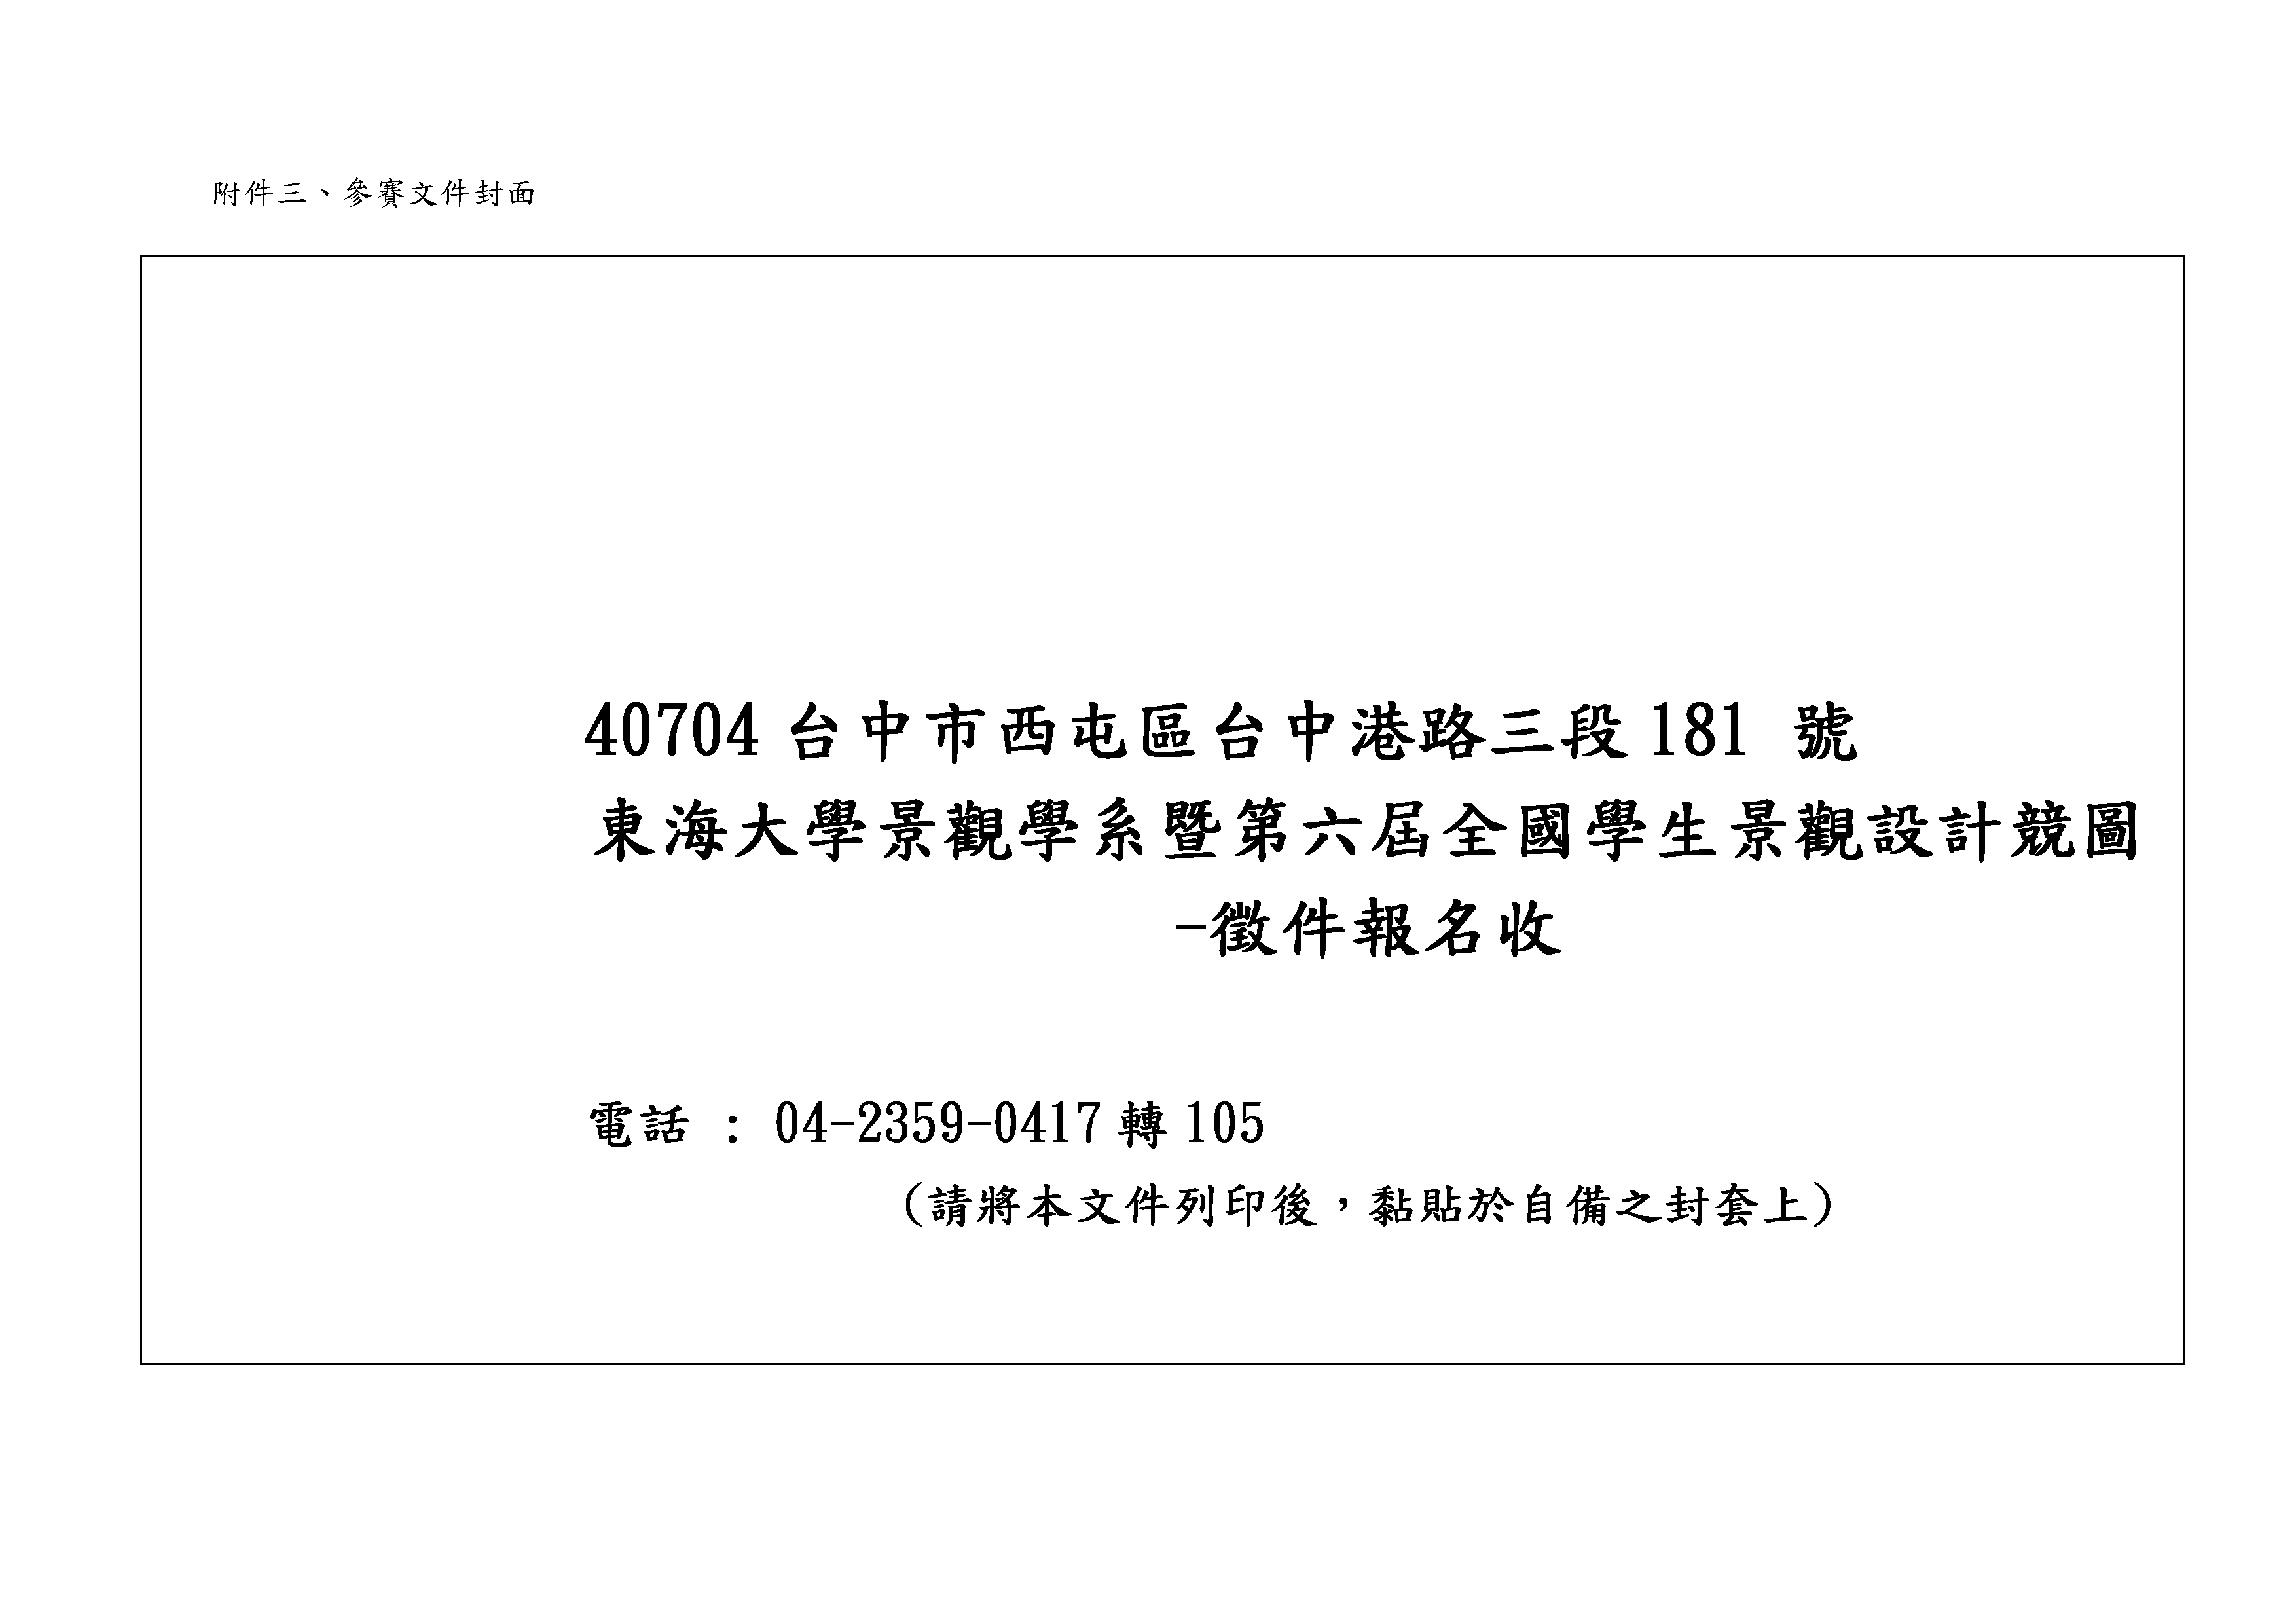 附件三、參賽文件封面
40704 台中市西屯區台中港路三段 181 號
東海大學景觀學系暨第六屆全國學生景觀設計競圖
-徵件報名收
電話 : 04-2359-0417 轉 105
(請將本文件列印後，黏貼於自備之封套上)